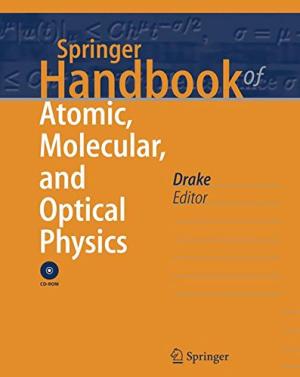 Springer
Handbook of
Atomic,
Molecular,
and
Optical
Physics
Drake
Editor
CD-ROM
Springer